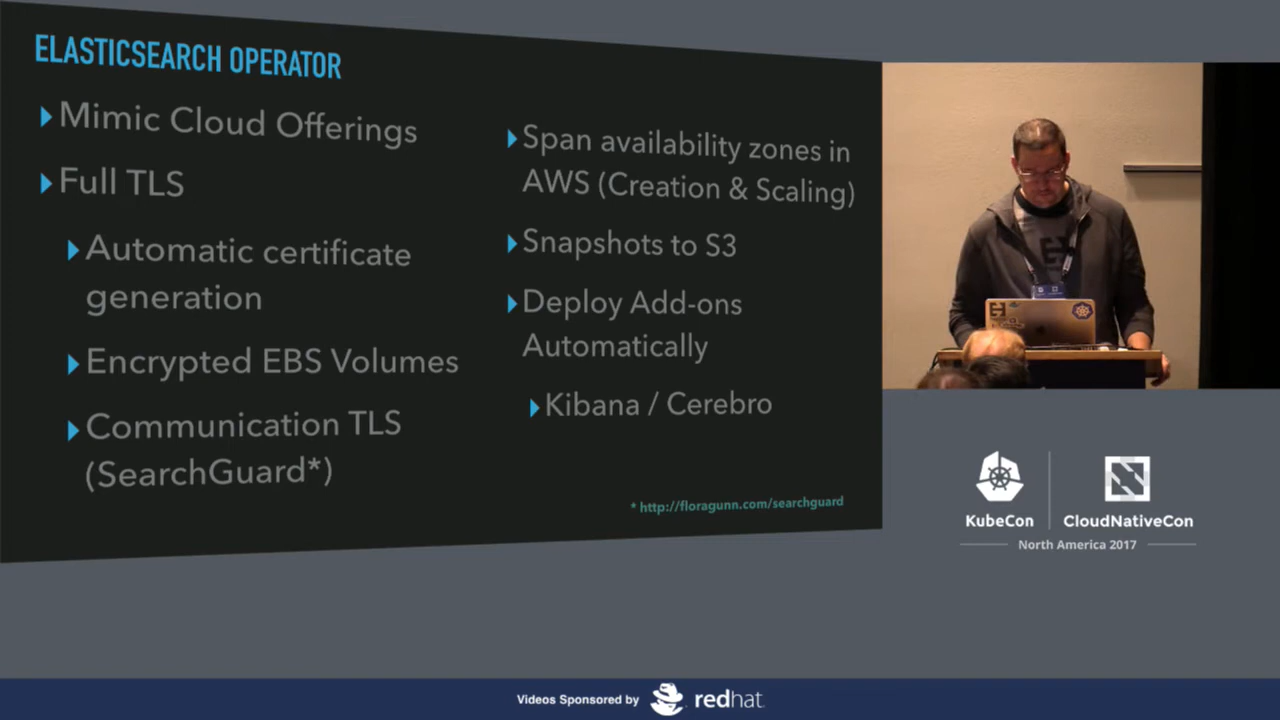 ELASTICSEARCH OPERATOR
Mimic Cloud Offerings
Full TLS
Automatic certificate
generation
Encrypted EBS Volumes
Communication TLS
(SearchGuard*)
Span availability zones in
AWS (Creation & Scaling)
Snapshots to S3
Deploy Add-ons
Automatically
Kibana / Cerebro
* http://floragunn.com/searchguard
KubeCon
CloudNativeCon
North America 2017
Videos Sponsored by
redhat